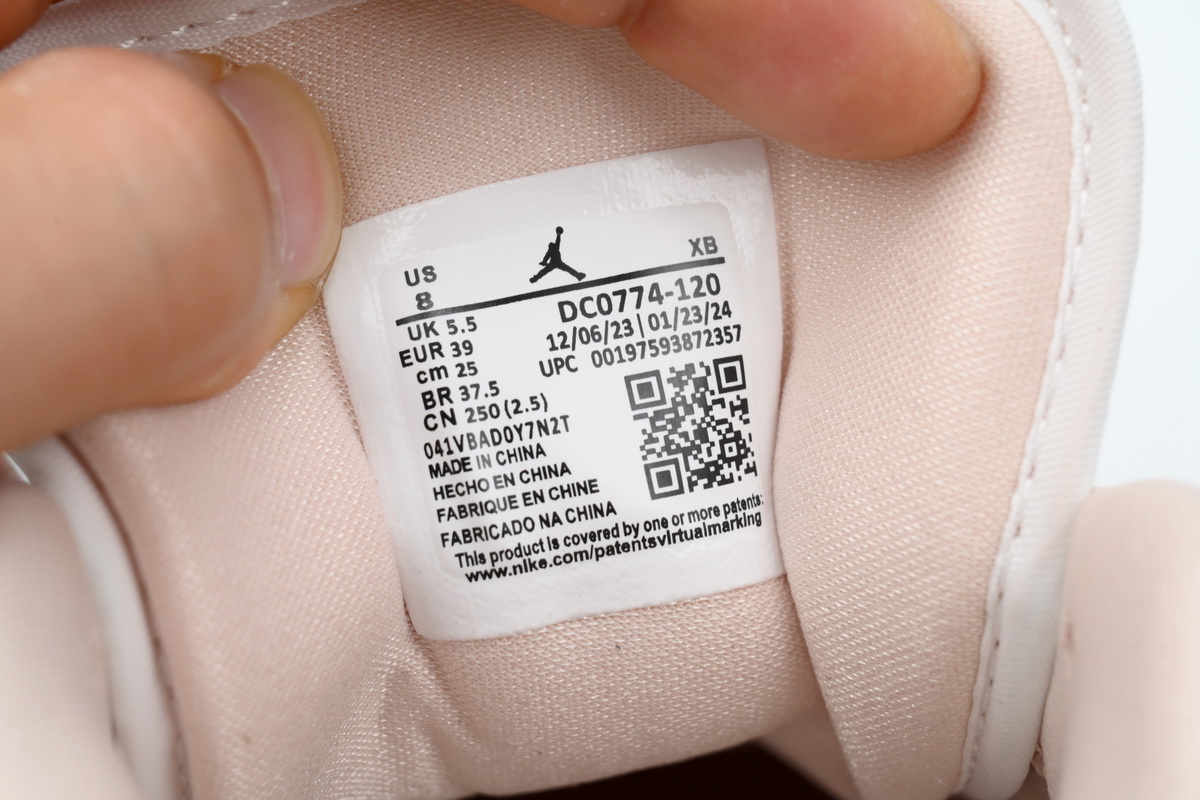 US
8
XB
UK 5.5
EUR 39
cm 25
BR 37.5
CN 250 (2.5)
DC0774-120
12/06/23 | 01/23/24
UPC 00197593872357
041VBAD0Y7N2T
MADE IN CHINA
HECHO EN CHINA
FABRIQUE EN CHINE
FABRICADO NA CHINA
This product is covered by one or more patents:
www.nike.com/patentsvirtualmarking